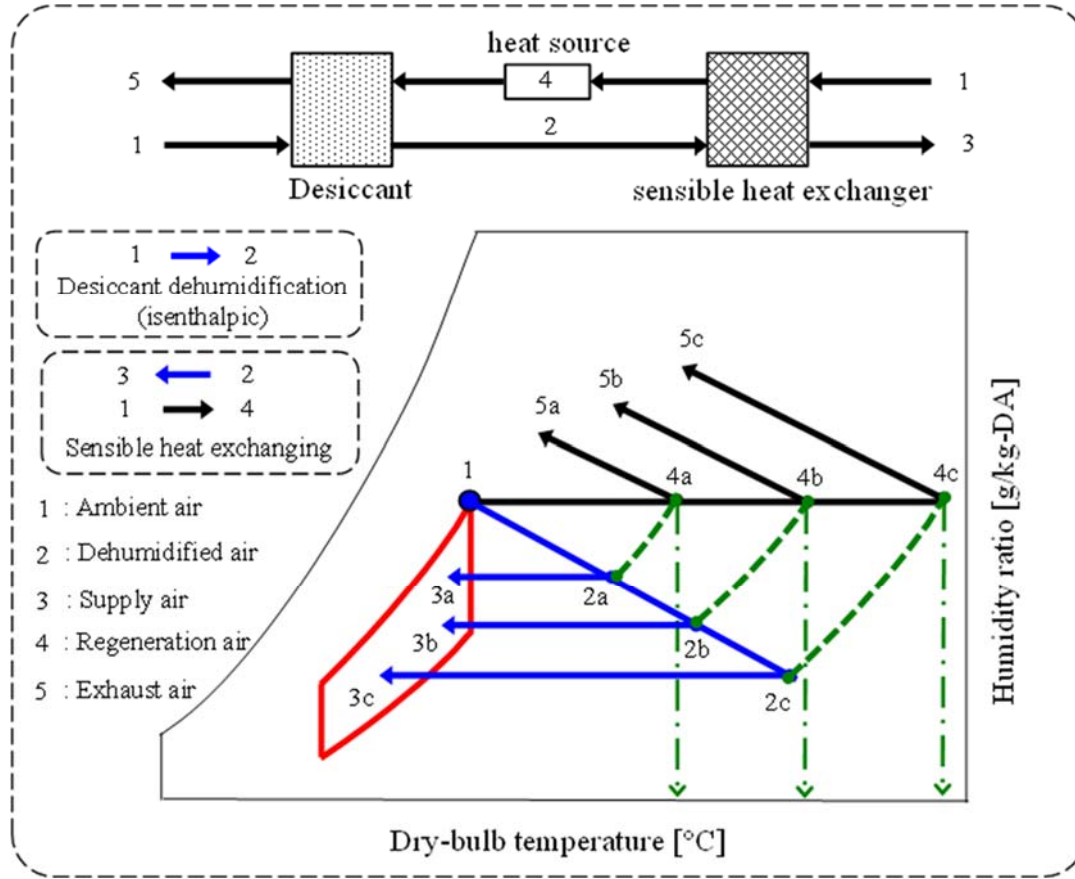 heat source
5
4
1
1
2
3
Desiccant
sensible heat exchanger
1
2
Desiccant dehumidification
(isenthalpic)
3
2
1
4
Sensible heat exchanging
1 : Ambient air
2 : Dehumidified air
3 : Supply air
4 : Regeneration air
5 : Exhaust air
5c
5b
5a
1
4a
4b
4c
3a
2a
3b
2b
3c
2c
Humidity ratio [g/kg-DA]
Dry-bulb temperature [°C]